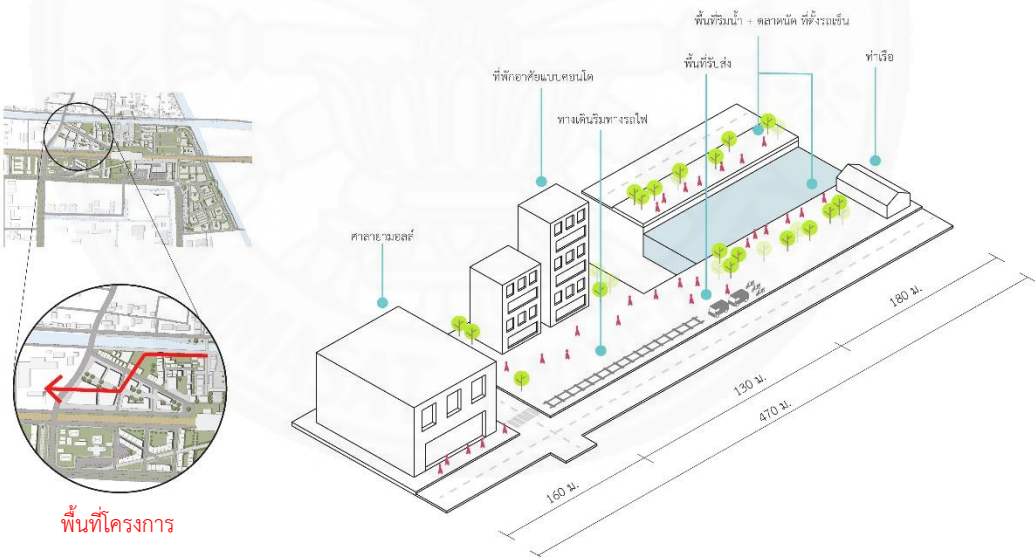 พื้นที่ริมน้ำ + ตลาดนัด ที่ตั้งรถเข็น
พื้นที่รับส่ง
ท่าเรือ
ที่พักอาศัยแบบคอนโด
ทางเดินริมทางรถไฟ
ศาลายามอลล์
180 ม.
130 ม.
470 ม.
160 ม.
พื้นที่โครงการ